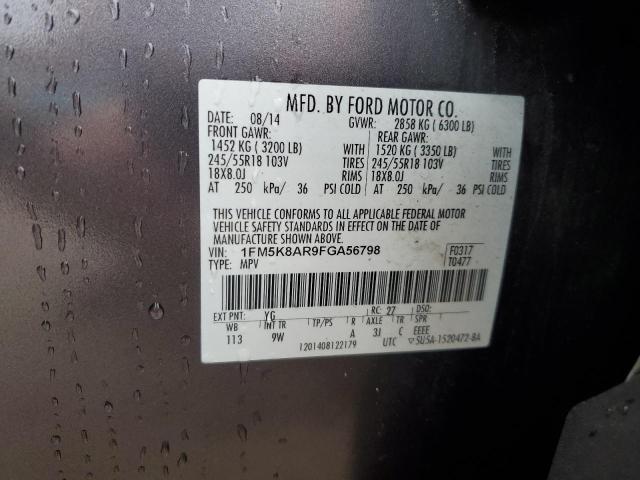 MFD. BY FORD MOTOR CO.
DATE: 08/14 GVWR: 2858 KG ( 6300 LB)
FRONT GAWR: REAR GAWR:
1452 KG ( 3200 LB) WITH 1520 KG ( 3350 LB) WITH
245/55R18 103V TIRES 245/55R18 103V TIRES
18X8.0J RIMS 18X8.0J RIMS
AT 250 kPa/ 36 PSI COLD AT 250 kPa/ 36 PSI COLD
THIS VEHICLE CONFORMS TO ALL APPLICABLE FEDERAL MOTOR
VEHICLE SAFETY STANDARDS IN EFFECT ON THE DATE OF
MANUFACTURE SHOWN ABOVE.
VIN: 1FM5K8AR9FGA56798 F0317
TYPE: MPV T0477
EXT PNT: YG RC: 27 DSO:
WB INT TR TP/PS R AXLE TR SPR
113 9W A 3J C EEEE
1201408122179 UTC ▽5U5A-1520472-BA